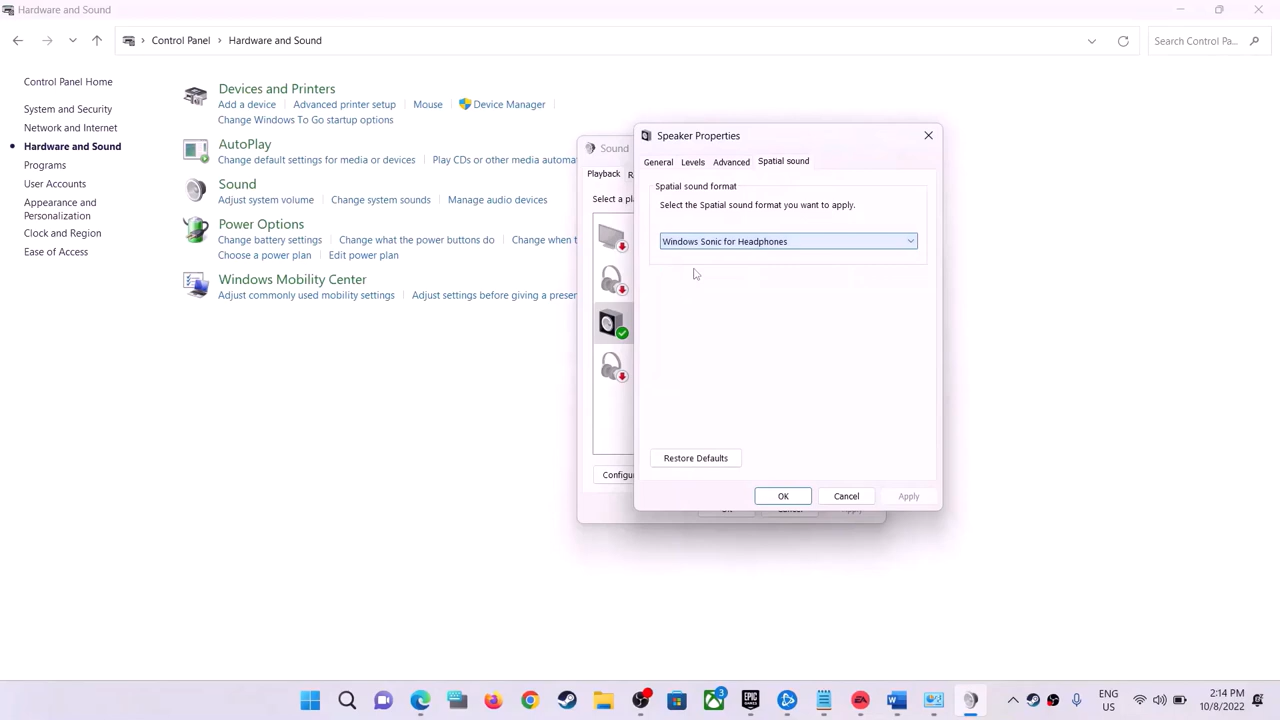 Hardware and Sound
Control Panel > Hardware and Sound
Search Control Pa...
Control Panel Home
System and Security
Network and Internet
Hardware and Sound
Programs
User Accounts
Appearance and
Personalization
Clock and Region
Ease of Access
Devices and Printers
Add a device
Advanced printer setup
Mouse
Device Manager
Change Windows To Go startup options
AutoPlay
Change default settings for media or devices
Play CDs or other media automa
Sound
Adjust system volume
Change system sounds
Manage audio devices
Power Options
Change battery settings
Change what the power buttons do
Change when t
Choose a power plan
Edit power plan
Windows Mobility Center
Adjust commonly used mobility settings
Adjust settings before giving a presen
Sound
Playback
R
Select a pl
Configu
Speaker Properties
General
Levels
Advanced
Spatial sound
Spatial sound format
Select the Spatial sound format you want to apply.
Windows Sonic for Headphones
Restore Defaults
OK
Cancel
Apply
3
EPIC
GAMES
EA
W
ENG
US
2:14 PM
10/8/2022